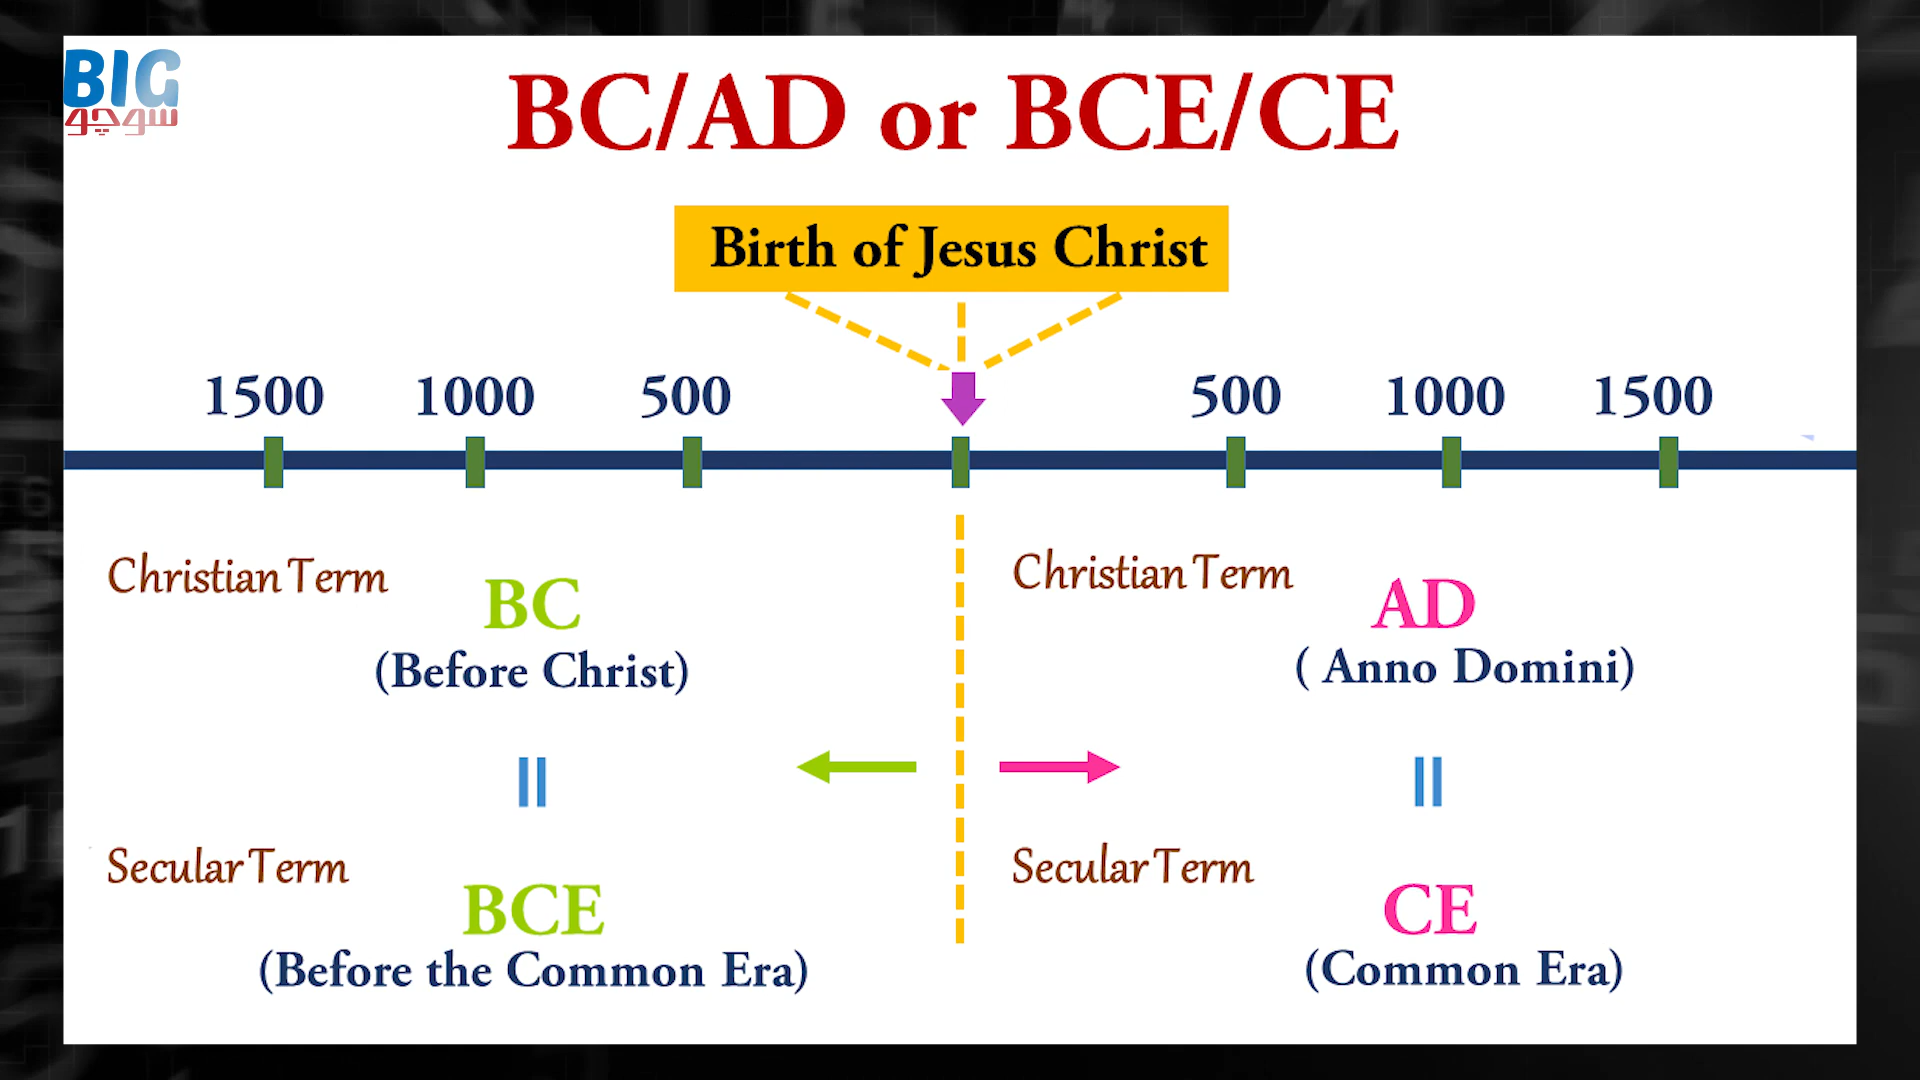 BIG
سوچو
BC/AD or BCE/CE
Birth of Jesus Christ
1500 1000 500 500 1000 1500
Christian Term
BC
(Before Christ)
Christian Term
AD
( Anno Domini)
Secular Term
BCE
(Before the Common Era)
Secular Term
CE
(Common Era)